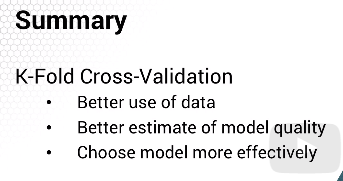 Summary
K-Fold Cross-Validation
• Better use of data
• Better estimate of model quality
• Choose model more effectively